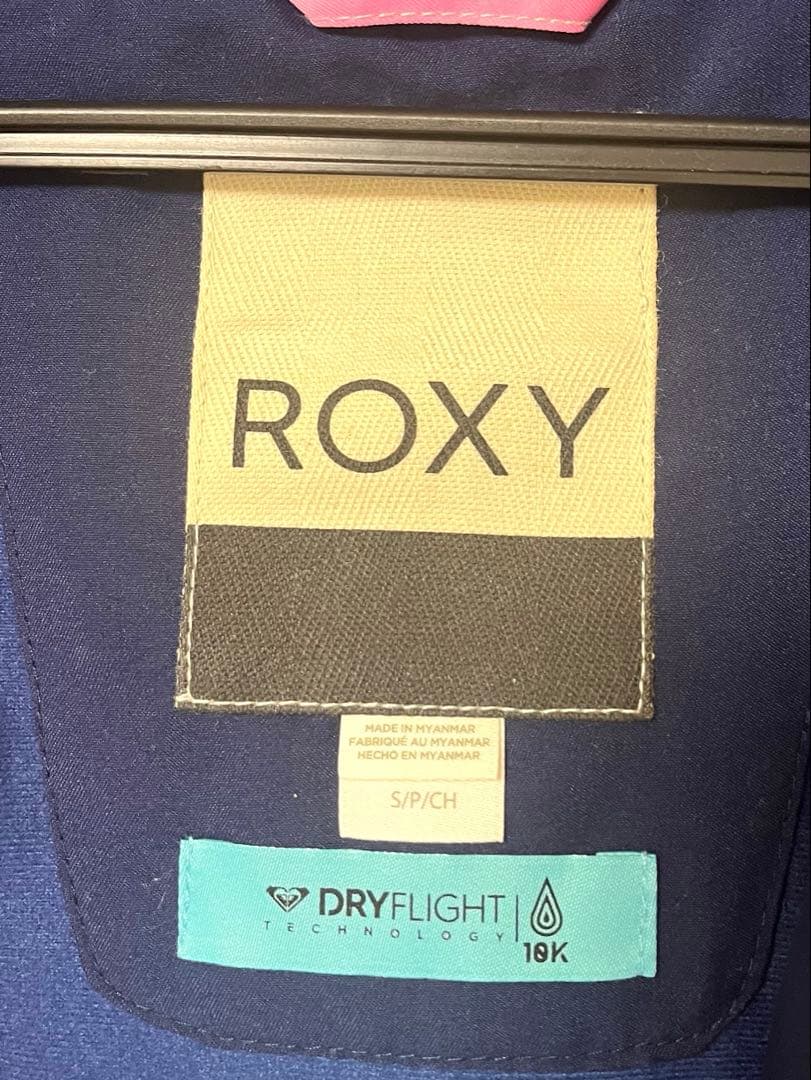 ROXY
MADE IN MYANMAR
FABRIQUÉ AU MYANMAR
HECHO EN MYANMAR
S/P/CH
DRYFLIGHT
TECHNOLOGY
10K